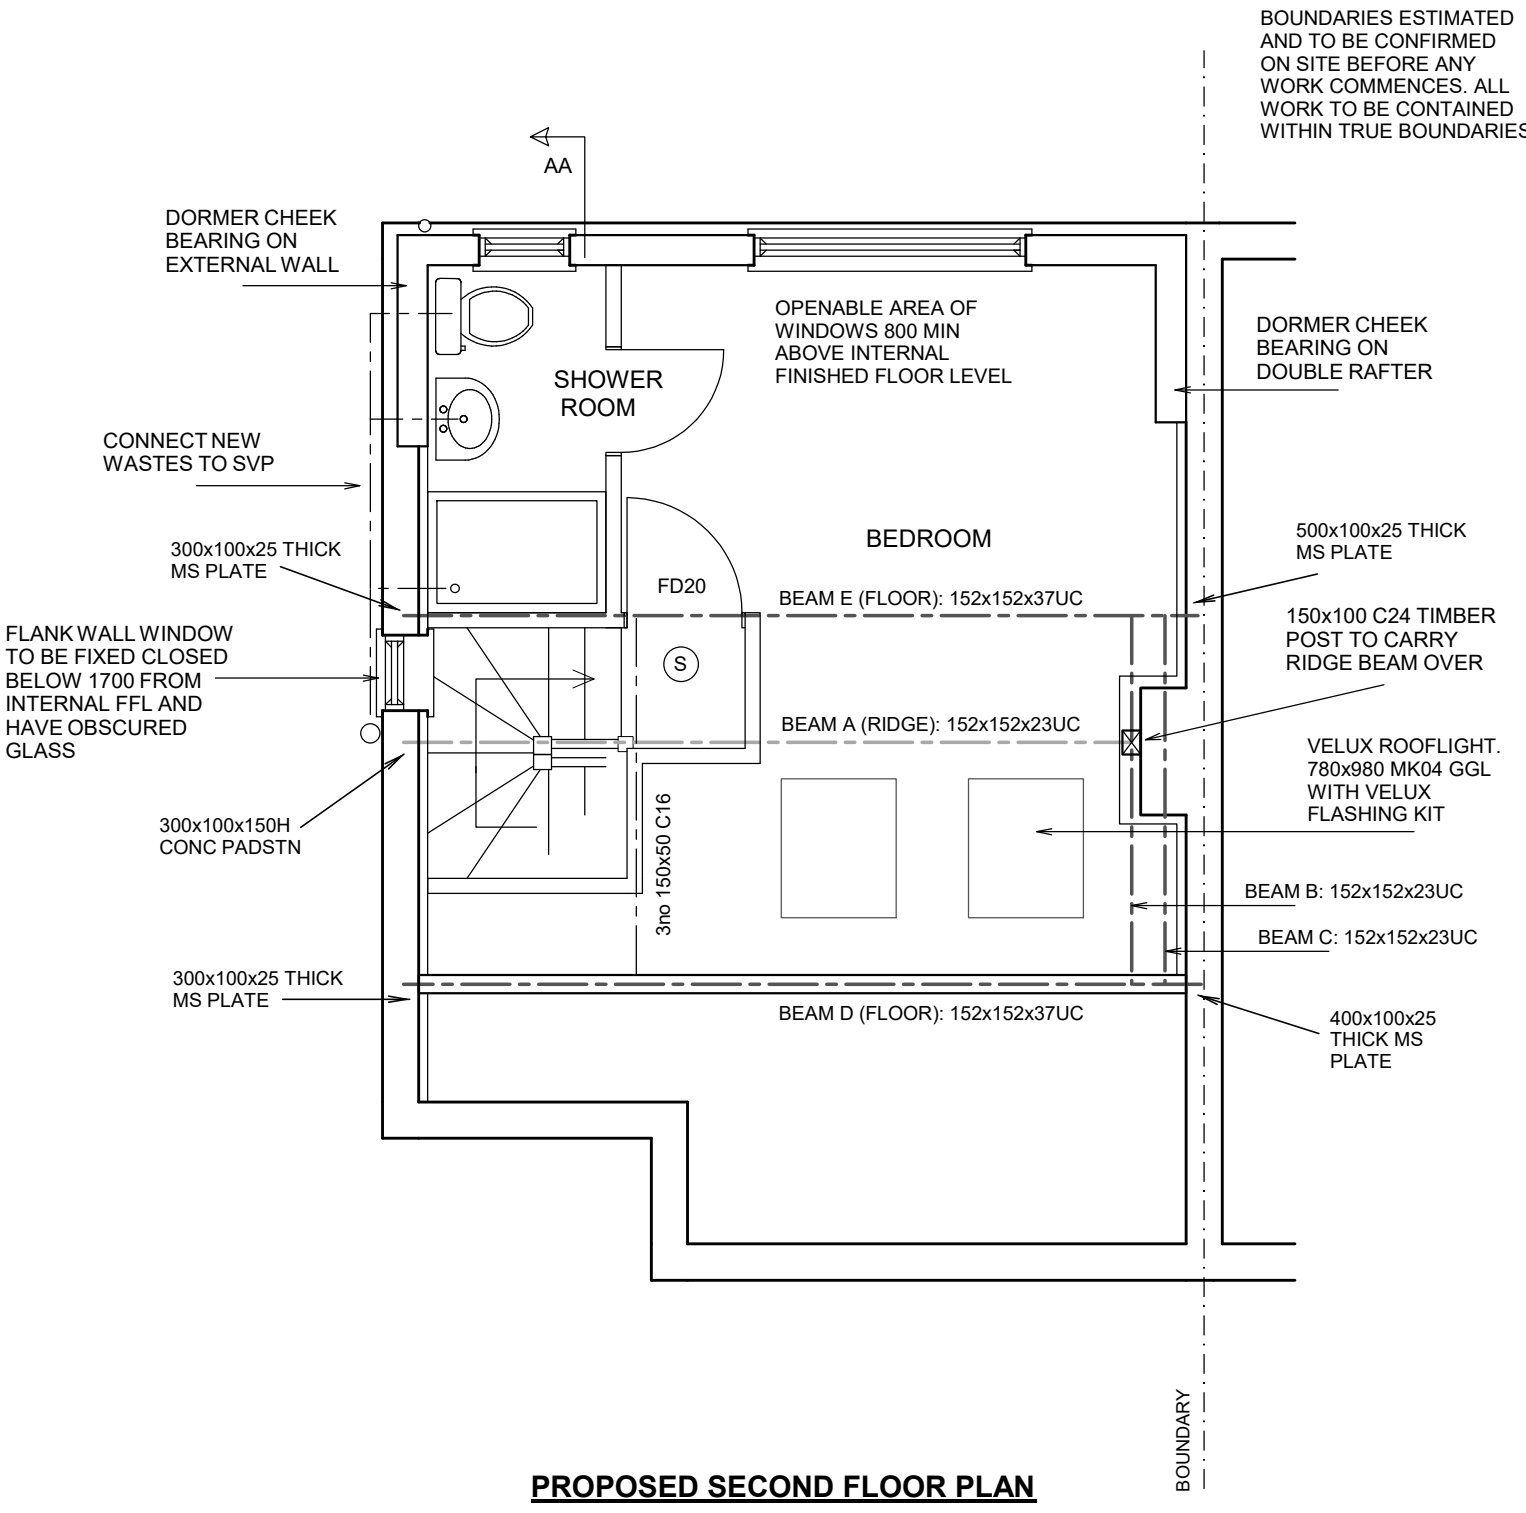 BOUNDARIES ESTIMATED
AND TO BE CONFIRMED
ON SITE BEFORE ANY
WORK COMMENCES. ALL
WORK TO BE CONTAINED
WITHIN TRUE BOUNDARIES
AA
DORMER CHEEK
BEARING ON
EXTERNAL WALL
OPENABLE AREA OF
WINDOWS 800 MIN
ABOVE INTERNAL
FINISHED FLOOR LEVEL
DORMER CHEEK
BEARING ON
DOUBLE RAFTER
SHOWER
ROOM
CONNECT NEW
WASTES TO SVP
BEDROOM
500x100x25 THICK
MS PLATE
300x100x25 THICK
MS PLATE
FD20
BEAM E (FLOOR): 152x152x37UC
150x100 C24 TIMBER
POST TO CARRY
RIDGE BEAM OVER
FLANK WALL WINDOW
TO BE FIXED CLOSED
BELOW 1700 FROM
INTERNAL FFL AND
HAVE OBSCURED
GLASS
S
BEAM A (RIDGE): 152x152x23UC
VELUX ROOFLIGHT.
780x980 MK04 GGL
WITH VELUX
FLASHING KIT
300x100x150H
CONC PADSTN
3no 150x50 C16
BEAM B: 152x152x23UC
BEAM C: 152x152x23UC
300x100x25 THICK
MS PLATE
BEAM D (FLOOR): 152x152x37UC
400x100x25
THICK MS
PLATE
BOUNDARY
PROPOSED SECOND FLOOR PLAN